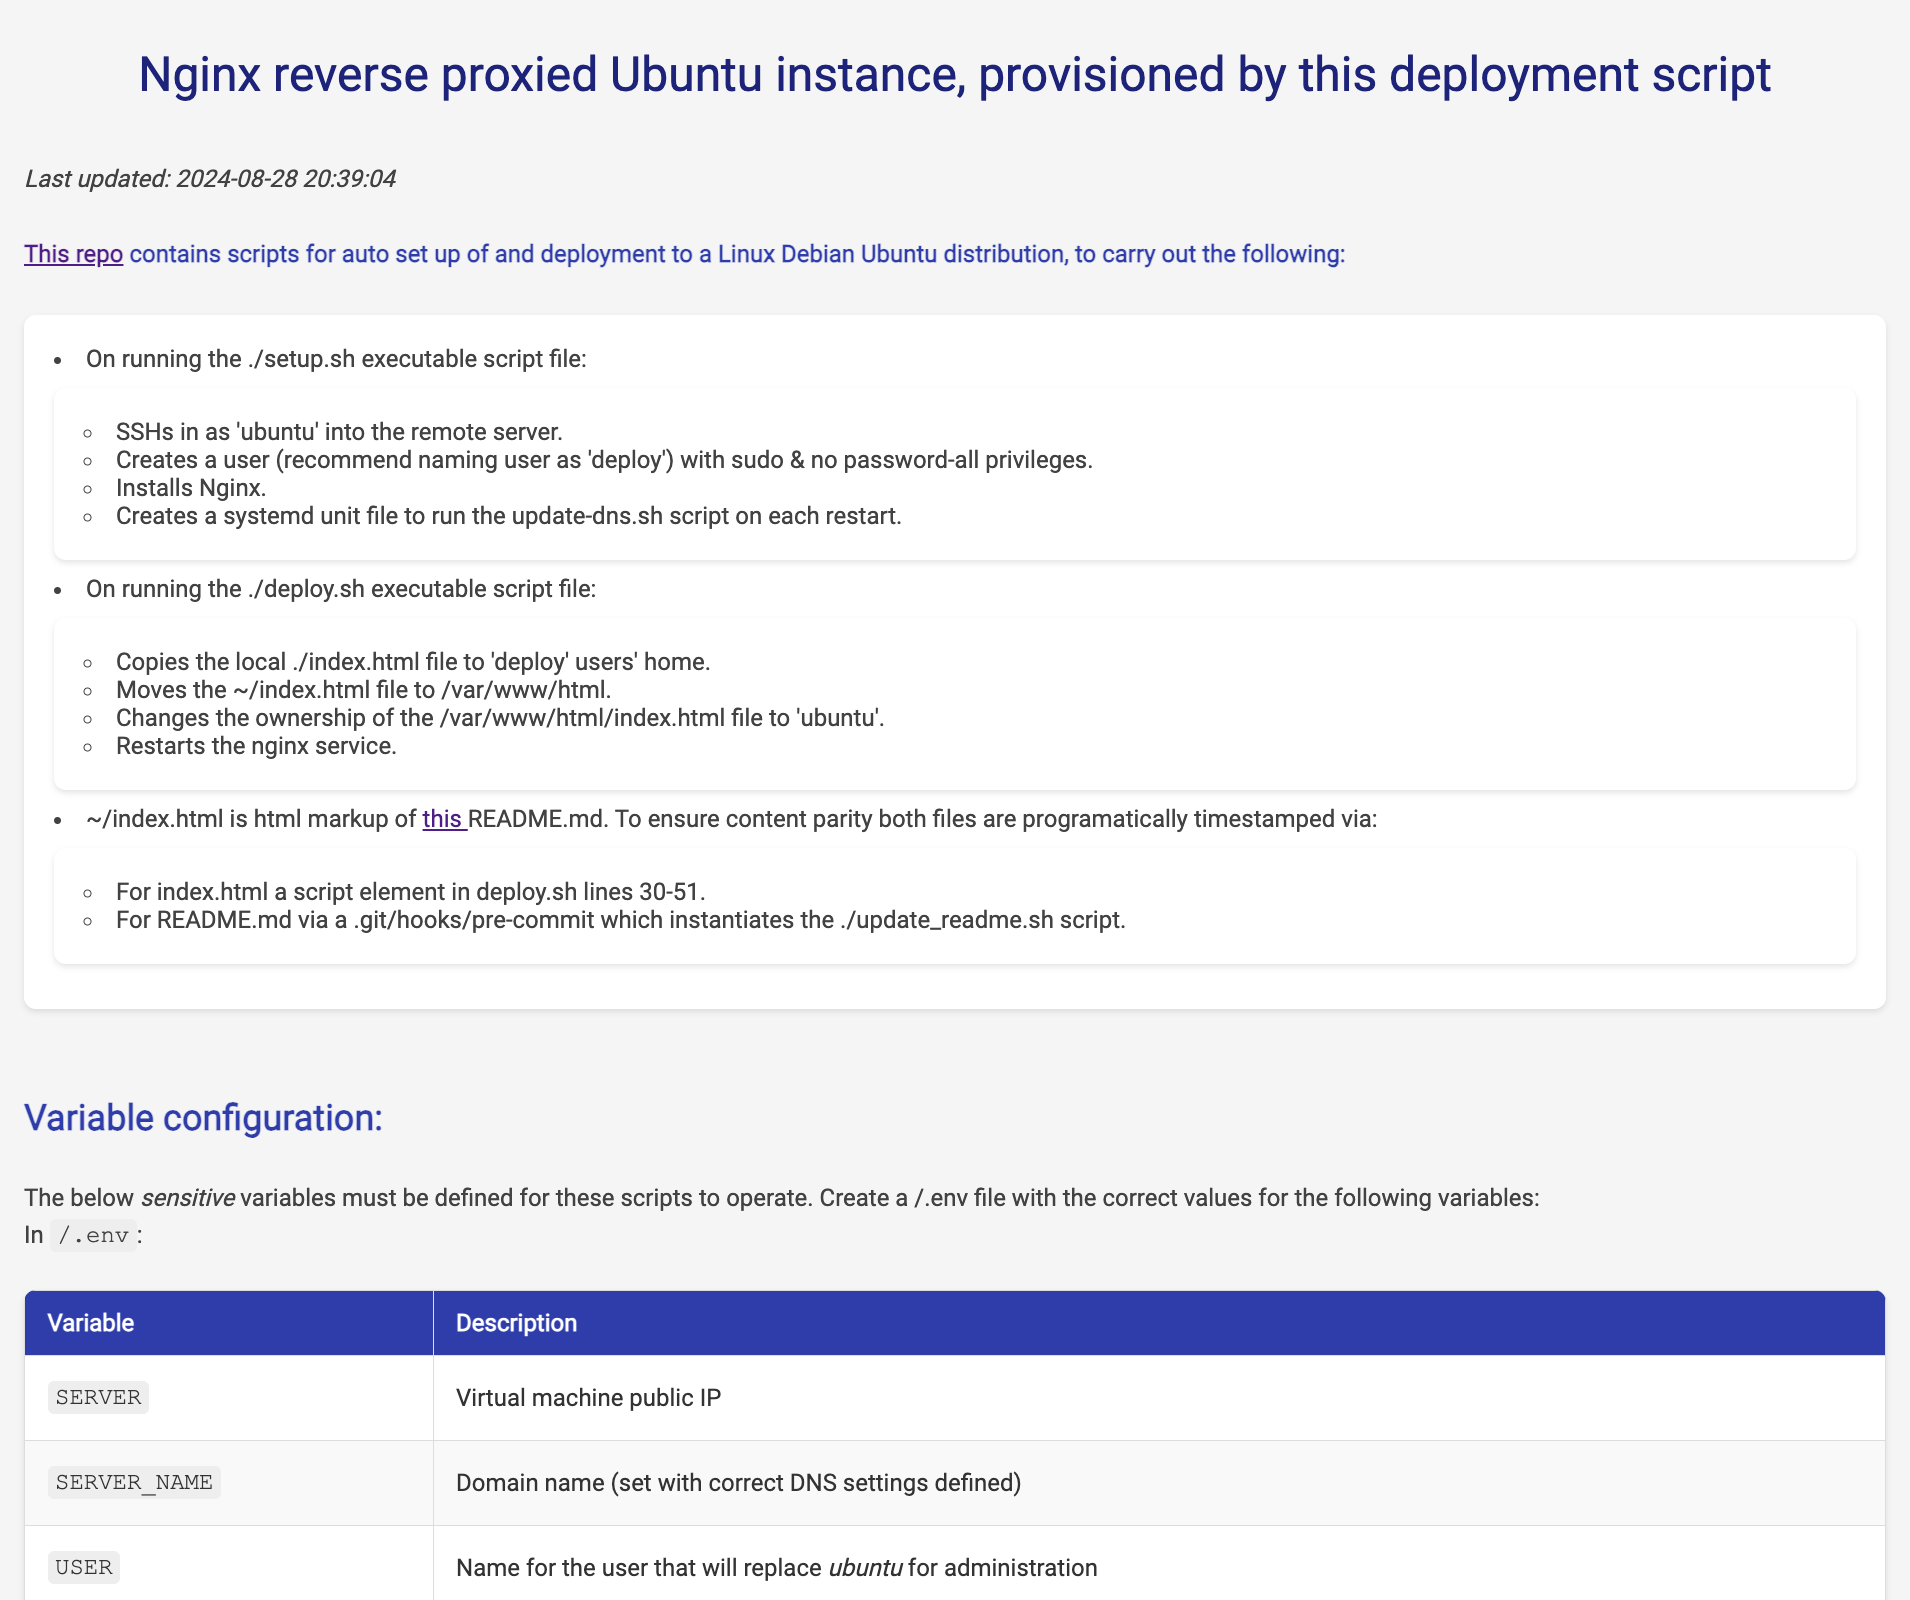 Nginx reverse proxied Ubuntu instance, provisioned by this deployment script
Last updated: 2024-08-28 20:39:04
This repo contains scripts for auto set up of and deployment to a Linux Debian Ubuntu distribution, to carry out the following:
On running the ./setup.sh executable script file:
SSHs in as 'ubuntu' into the remote server.
Creates a user (recommend naming user as 'deploy') with sudo & no password-all privileges.
Installs Nginx.
Creates a systemd unit file to run the update-dns.sh script on each restart.
On running the ./deploy.sh executable script file:
Copies the local ./index.html file to 'deploy' users' home.
Moves the ~/index.html file to /var/www/html.
Changes the ownership of the /var/www/html/index.html file to 'ubuntu'.
Restarts the nginx service.
~/index.html is html markup of this README.md. To ensure content parity both files are programatically timestamped via:
For index.html a script element in deploy.sh lines 30-51.
For README.md via a .git/hooks/pre-commit which instantiates the ./update_readme.sh script.
Variable configuration:
The below sensitive variables must be defined for these scripts to operate. Create a /.env file with the correct values for the following variables:
In /.env:
Variable Description
SERVER Virtual machine public IP
SERVER_NAME Domain name (set with correct DNS settings defined)
USER Name for the user that will replace ubuntu for administration